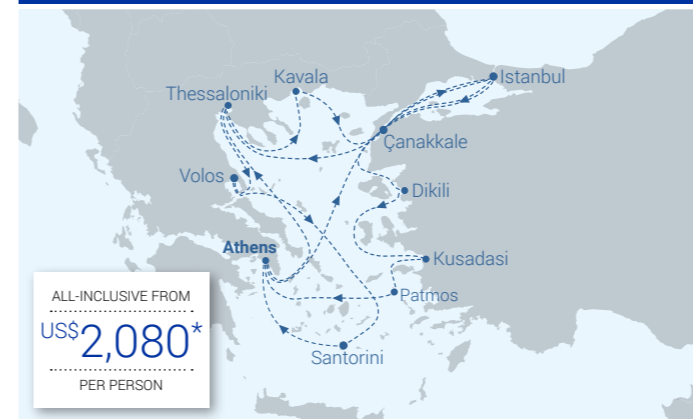 Istanbul
Kavala
Thessaloniki
Çanakkale
Volos
Dikili
Athens
Kusadasi
Patmos
Santorini
ALL-INCLUSIVE FROM
US$2,080*
PER PERSON